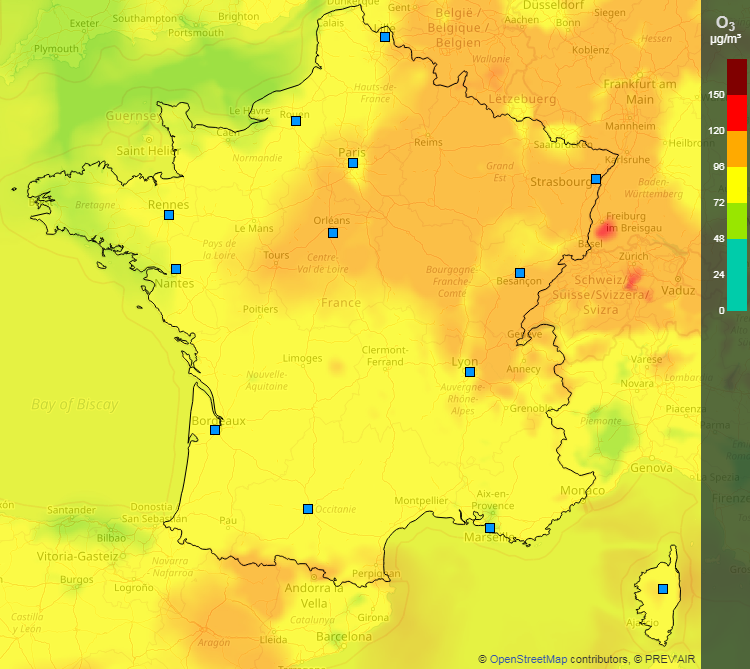 Exeter
Southampton
Brighton
Portsmouth
Plymouth
Dunkerque
Calais
Gent
België /
Belgique /
Belgien
Düsseldorf
Aachen
Bonn
Siegen
Koblenz
Hessen
Wallonie
Letzebuerg
Frankfurt am
Main
Mannheim
Heilbronn
Hauts-de-
France
Guernsey
Le Havre
Rouen
Caen
Saint Helier
Normandie
Paris
Reims
Grand
Est
Saarbrücken
Karlsruhe
Strasbourg
Baden-
Württemberg
Bretagne
Rennes
Le Mans
Orléans
Pays de
la Loire
Tours
Centre-
Val de Loire
Freiburg
im Breisgau
Basel
Zürich
Nantes
Bourgogne
Franche
Comte
Besançon
Schweiz/
Suisse/Svizzera/
Svizra
Vaduz
France
Poitiers
Genève
Limoges
Clermont-
Ferrand
Lyon
Annecy
Varese
Novara
Lombardia
Nouvelle-
Aquitaine
Auvergne-
Rhône-
Alpes
Grenoble
Piacenza
Piemonte
Parma
Bay of Biscay
Bordeaux
Genova
La Spezia
Firenze
Monaco
Santander
Donostia
San Sebastián
Bilbao
Pau
Occitanie
Montpellier
Aix-en-
Provence
Marseille
Vitoria-Gasteiz
Navarra
Nafarroa
Burgos
Logroño
Perpignan
Andorra la
Vella
Girona
Catalunya
Castilla
y León
Aragón
Lleida
Barcelona
Tarragona
Ajaccio
O₃
µg/m³
150
120
96
72
48
24
0
© OpenStreetMap contributors, © PREV'AIR